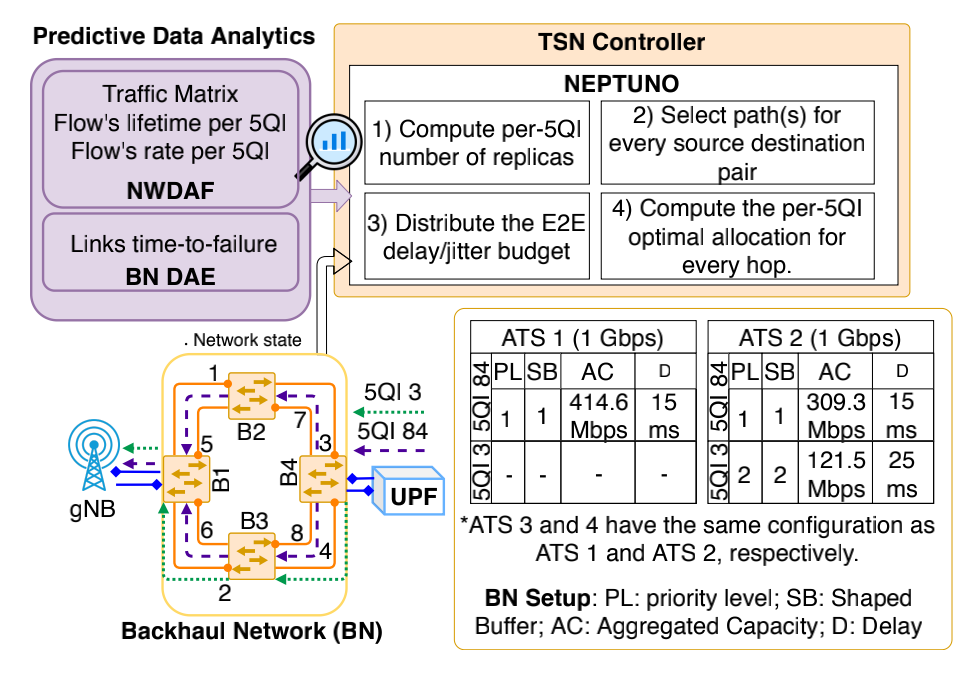 Predictive Data Analytics
Traffic Matrix
Flow's lifetime per 5QI
Flow's rate per 5QI
NWDAF
Links time-to-failure
BN DAE
TSN Controller
NEPTUNO
1) Compute per-5QI
number of replicas
2) Select path(s) for
every source destination
pair
3) Distribute the E2E
delay/jitter budget
4) Compute the per-5QI
optimal allocation for
every hop.
. Network state
1
B2
7
5
3
B1
B4
6
B3
8
4
2
gNB
5QI 3
5QI 84
UPF
Backhaul Network (BN)
ATS 1 (1 Gbps)
PL SB AC D
5QI 84
1 1 414.6 Mbps 15 ms
5QI 3
- - - -
ATS 2 (1 Gbps)
5QI 84
PL SB AC D
5QI 84
1 1 309.3 Mbps 15 ms
5QI 3
2 2 121.5 Mbps 25 ms
*ATS 3 and 4 have the same configuration as
ATS 1 and ATS 2, respectively.
BN Setup: PL: priority level; SB: Shaped
Buffer; AC: Aggregated Capacity; D: Delay